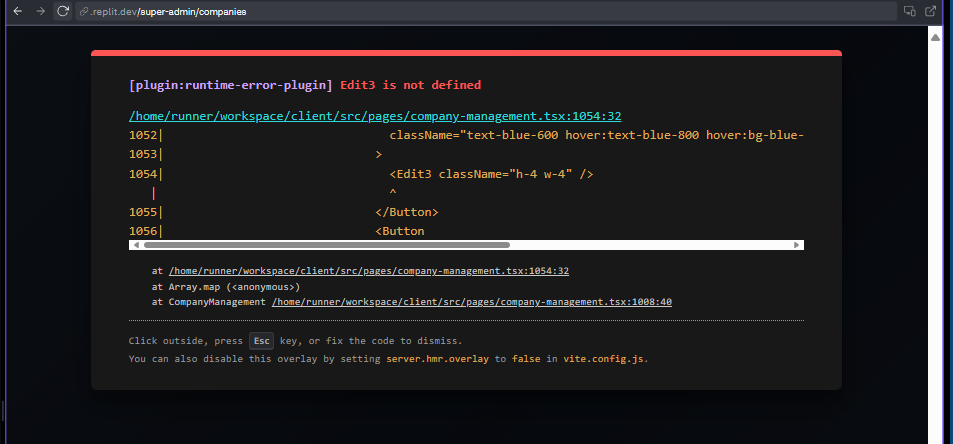 .replit.dev/super-admin/companies
[plugin:runtime-error-plugin] Edit3 is not defined
/home/runner/workspace/client/src/pages/company-management.tsx:1054:32
1052| className="text-blue-600 hover:text-blue-800 hover:bg-blue-
1053| >
1054| <Edit3 className="h-4 w-4" />
| ^
1055| </Button>
1056| <Button
at /home/runner/workspace/client/src/pages/company-management.tsx:1054:32
at Array.map (<anonymous>)
at CompanyManagement /home/runner/workspace/client/src/pages/company-management.tsx:1008:40
Click outside, press Esc key, or fix the code to dismiss.
You can also disable this overlay by setting server.hmr.overlay to false in vite.config.js.